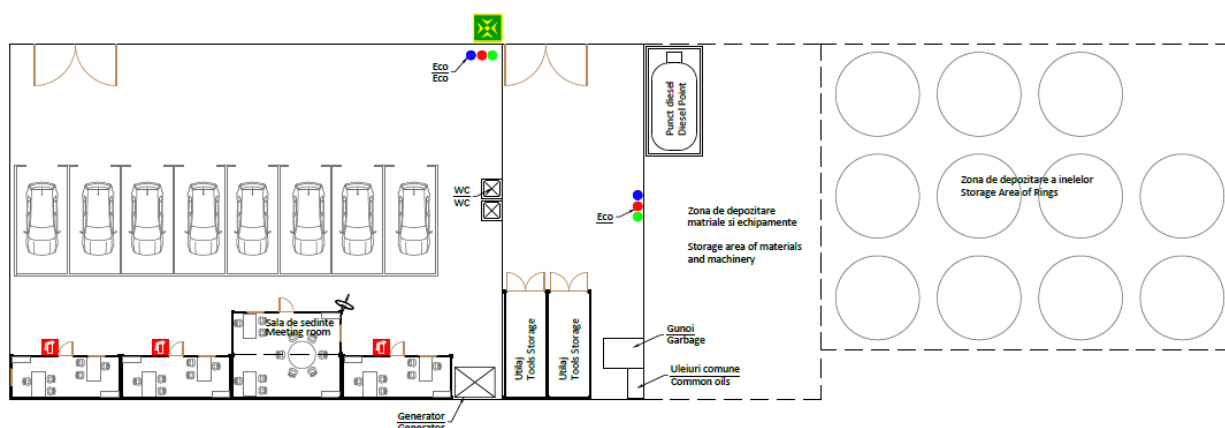 Eco
Eco
Punct diesel
Diesel Point
WC
WC
Eco
Zona de depozitare
matriale si echipamente
Storage area of materials
and machinery
Zona de depozitare a inelelor
Storage Area of Rings
Sala de sedinte
Meeting room
Utilaj
Tools Storage
Utilaj
Tools Storage
Gunoi
Garbage
Uleiuri comune
Common oils
Generator
Generator